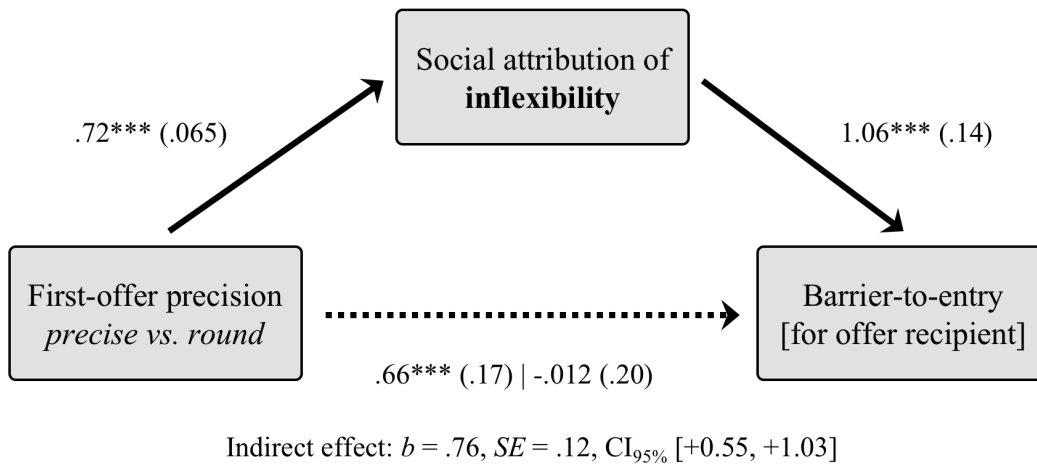 Social attribution of
inflexibility
.72*** (.065)
1.06*** (.14)
First-offer precision
precise vs. round
Barrier-to-entry
[for offer recipient]
.66*** (.17) | -.012 (.20)
Indirect effect: b = .76, SE = .12, CI95% [+0.55, +1.03]